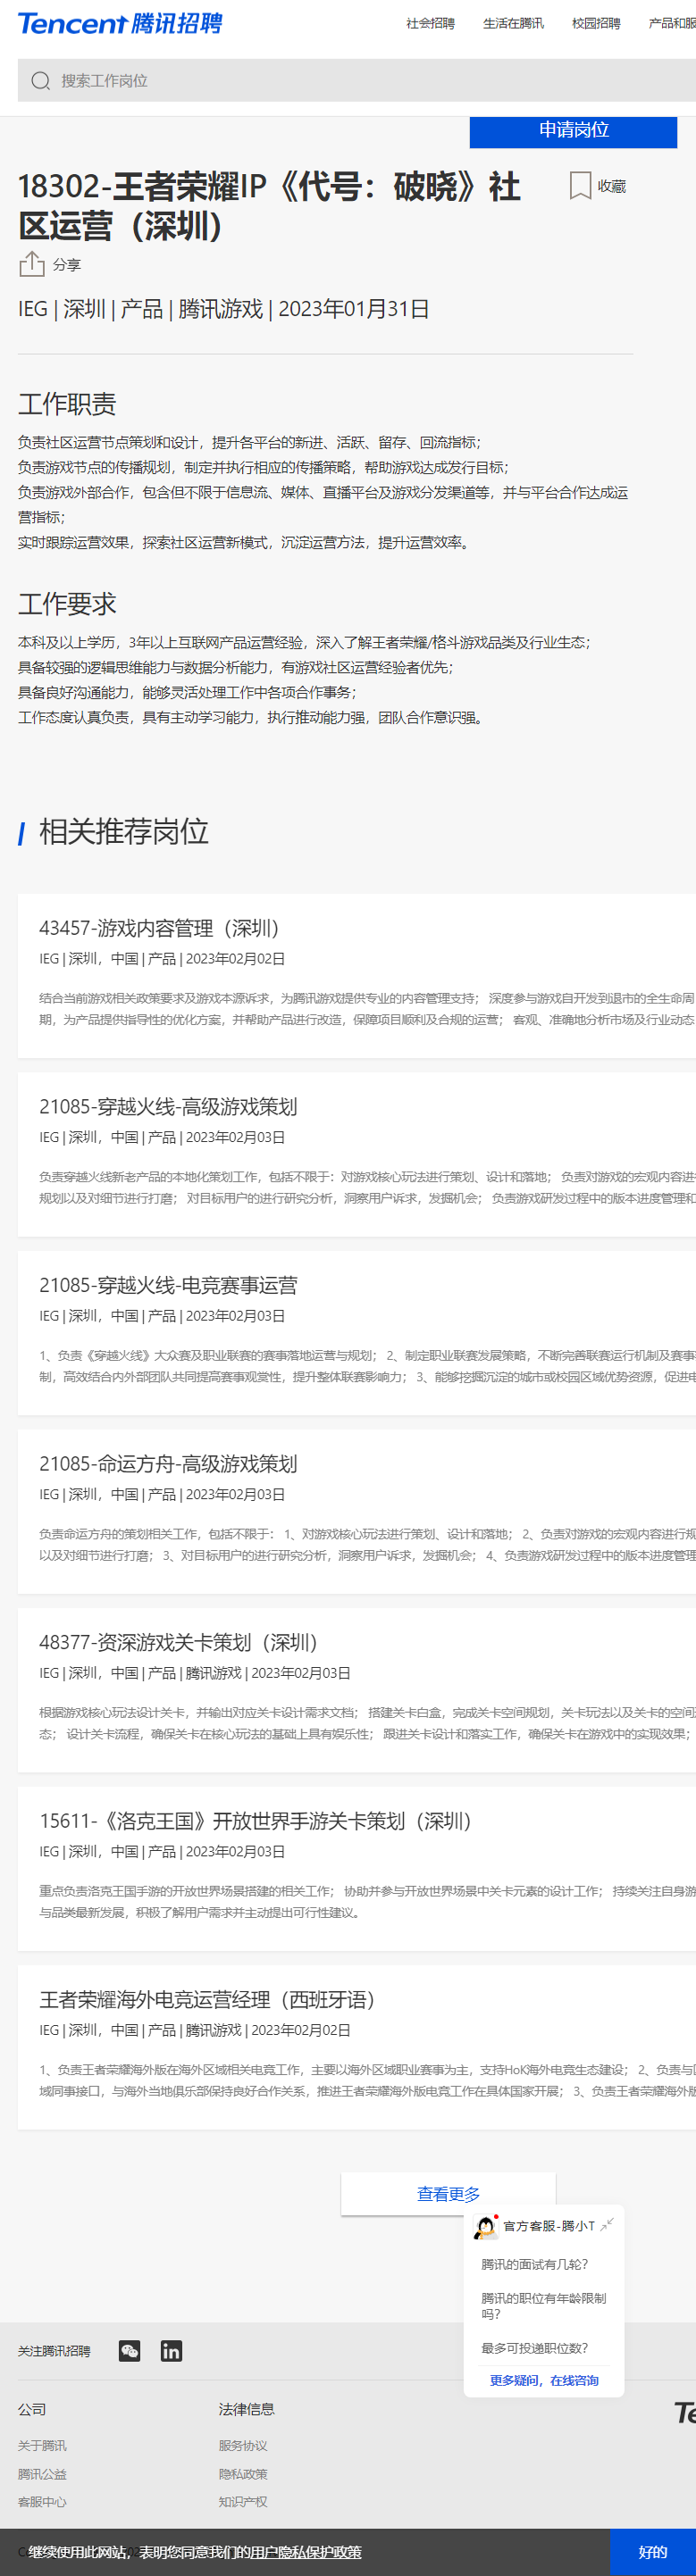 Tencent 腾讯招聘
社会招聘 生活在腾讯 校园招聘 产品和服
搜索工作岗位
申请岗位
18302-王者荣耀IP《代号：破晓》社
区运营（深圳）
收藏
分享
IEG | 深圳 | 产品 | 腾讯游戏 | 2023年01月31日
工作职责
负责社区运营节点策划和设计，提升各平台的新进、活跃、留存、回流指标；
负责游戏节点的传播规划，制定并执行相应的传播策略，帮助游戏达成发行目标；
负责游戏外部合作，包含但不限于信息流、媒体、直播平台及游戏分发渠道等，并与平台合作达成运
营指标；
实时跟踪运营效果，探索社区运营新模式，沉淀运营方法，提升运营效率。
工作要求
本科及以上学历，3年以上互联网产品运营经验，深入了解王者荣耀/格斗游戏品类及行业生态；
具备较强的逻辑思维能力与数据分析能力，有游戏社区运营经验者优先；
具备良好沟通能力，能够灵活处理工作中各项合作事务；
工作态度认真负责，具有主动学习能力，执行推动能力强，团队合作意识强。
相关推荐岗位
43457-游戏内容管理（深圳）
IEG | 深圳，中国 | 产品 | 2023年02月02日
结合当前游戏相关政策要求及游戏本源诉求，为腾讯游戏提供专业的内容管理支持； 深度参与游戏自开发到退市的全生命周
期，为产品提供指导性的优化方案，并帮助产品进行改造，保障项目顺利及合规的运营； 客观、准确地分析市场及行业动态
21085-穿越火线-高级游戏策划
IEG | 深圳，中国 | 产品 | 2023年02月03日
负责穿越火线新老产品的本地化策划工作，包括不限于：对游戏核心玩法进行策划、设计和落地； 负责对游戏的宏观内容进
规划以及对细节进行打磨； 对目标用户的进行研究分析，洞察用户诉求，发掘机会； 负责游戏研发过程中的版本进度管理和
21085-穿越火线-电竞赛事运营
IEG | 深圳，中国 | 产品 | 2023年02月03日
1、负责《穿越火线》大众赛及职业联赛的赛事落地运营与规划； 2、制定职业联赛发展策略，不断完善联赛运行机制及赛事
制，高效结合内外部团队共同提高赛事观赏性，提升整体联赛影响力； 3、能够挖掘沉淀的城市或校园区域优势资源，促进电
21085-命运方舟-高级游戏策划
IEG | 深圳，中国 | 产品 | 2023年02月03日
负责命运方舟的策划相关工作，包括不限于： 1、对游戏核心玩法进行策划、设计和落地； 2、负责对游戏的宏观内容进行规
以及对细节进行打磨； 3、对目标用户的进行研究分析，洞察用户诉求，发掘机会； 4、负责游戏研发过程中的版本进度管理
48377-资深游戏关卡策划（深圳）
IEG | 深圳，中国 | 产品 | 腾讯游戏 | 2023年02月03日
根据游戏核心玩法设计关卡，并输出对应关卡设计需求文档； 搭建关卡白盒，完成关卡空间规划，关卡玩法以及关卡的空间
态； 设计关卡流程，确保关卡在核心玩法的基础上具有娱乐性； 跟进关卡设计和落实工作，确保关卡在游戏中的实现效果；
15611-《洛克王国》开放世界手游关卡策划（深圳）
IEG | 深圳，中国 | 产品 | 2023年02月03日
重点负责洛克王国手游的开放世界场景搭建的相关工作； 协助并参与开放世界场景中关卡元素的设计工作； 持续关注自身游
与品类最新发展，积极了解用户需求并主动提出可行性建议。
王者荣耀海外电竞运营经理（西班牙语）
IEG | 深圳，中国 | 产品 | 腾讯游戏 | 2023年02月02日
1、负责王者荣耀海外版在海外区域相关电竞工作，主要以海外区域职业赛事为主，支持HoK海外电竞生态建设； 2、负责与区
域同事接口，与海外当地俱乐部保持良好合作关系，推进王者荣耀海外版电竞工作在具体国家开展； 3、负责王者荣耀海外版
查看更多
官方客服-腾小T
腾讯的面试有几轮？
腾讯的职位有年龄限制
吗？
最多可投递职位数？
更多疑问，在线咨询
关注腾讯招聘
公司 法律信息
关于腾讯 服务协议
腾讯公益 隐私政策
客服中心 知识产权
继续使用此网站，表明您同意我们的用户隐私保护政策 好的